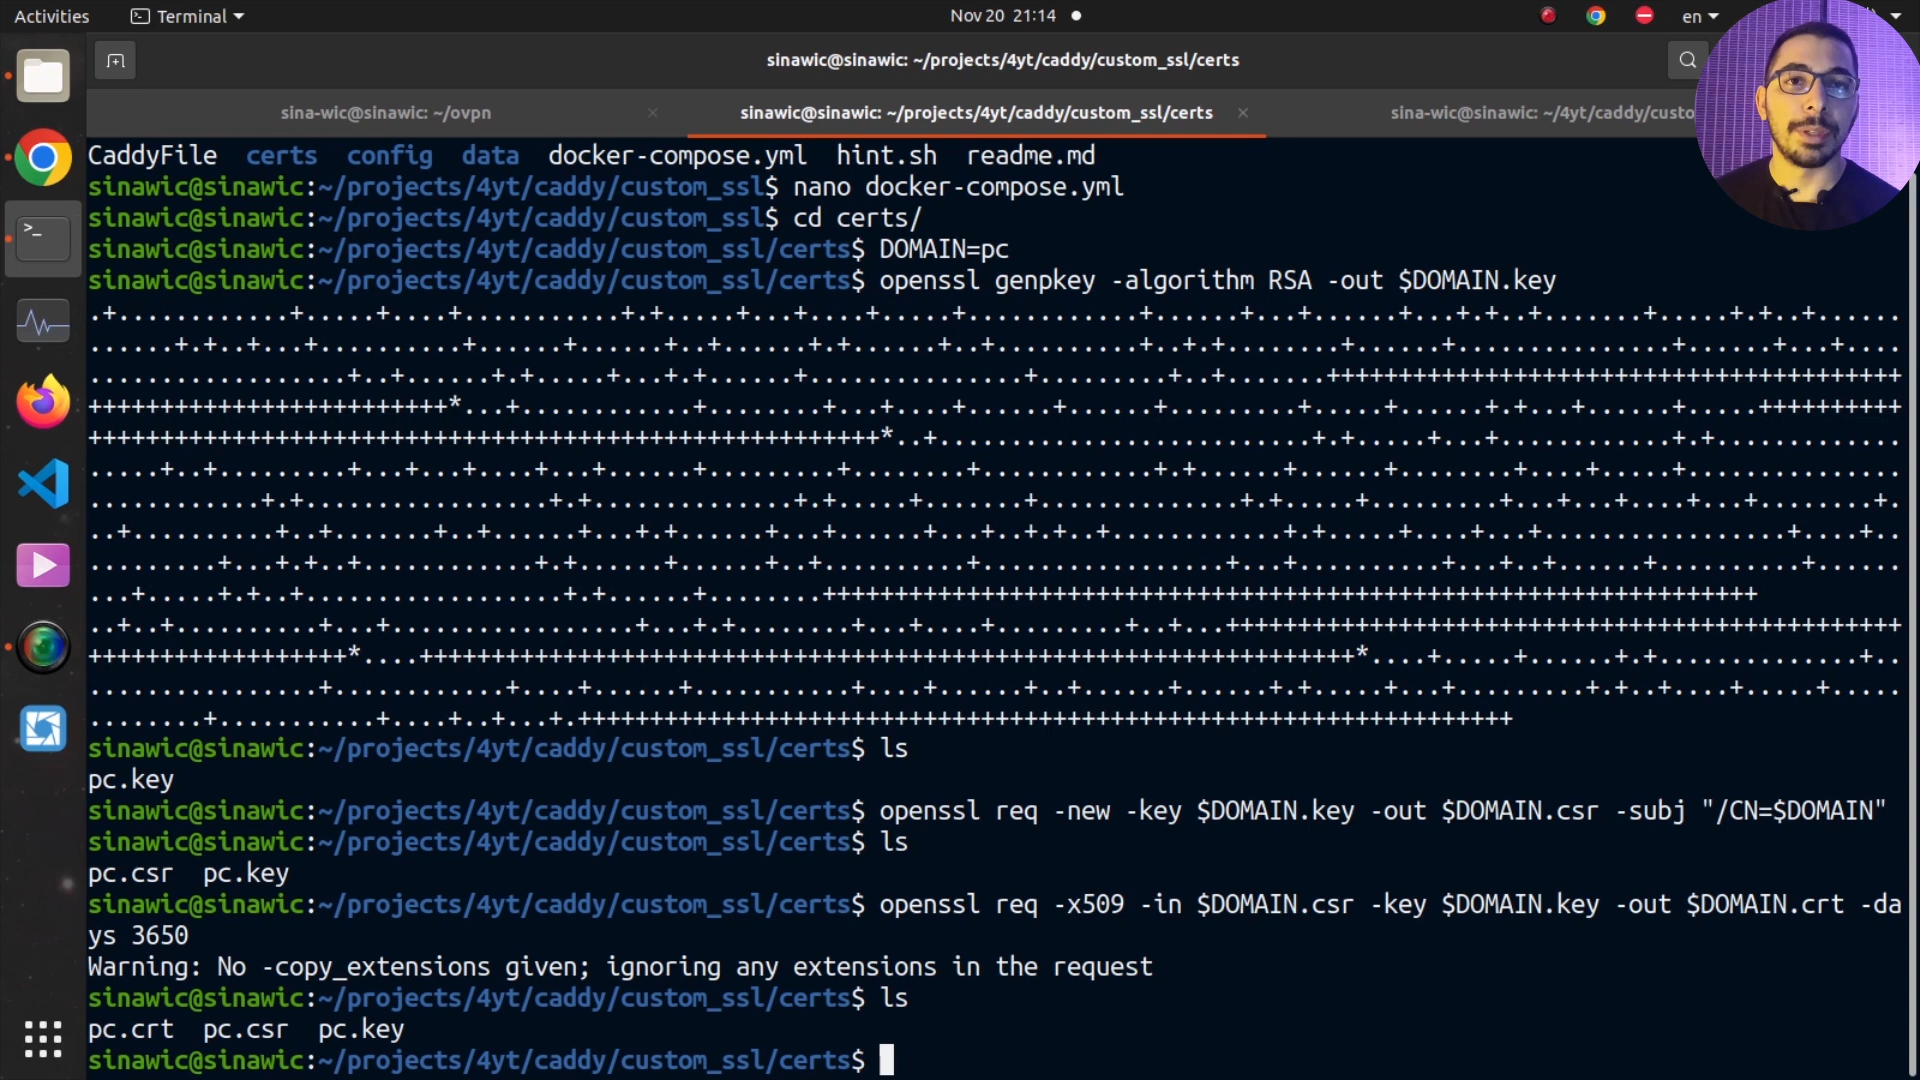 Activities
Terminal
Nov 20 21:14
en
sinawic@sinawic: ~/projects/4yt/caddy/custom_ssl/certs
sina-wic@sinawic: ~/ovpn
sinawic@sinawic: ~/projects/4yt/caddy/custom_ssl/certs
sina-wic@sinawic: ~/4yt/caddy/custo
CaddyFile certs config data docker-compose.yml hint.sh readme.md
sinawic@sinawic:~/projects/4yt/caddy/custom_ssl$ nano docker-compose.yml
sinawic@sinawic:~/projects/4yt/caddy/custom_ssl$ cd certs/
sinawic@sinawic:~/projects/4yt/caddy/custom_ssl/certs$ DOMAIN=pc
sinawic@sinawic:~/projects/4yt/caddy/custom_ssl/certs$ openssl genpkey -algorithm RSA -out $DOMAIN.key
sinawic@sinawic:~/projects/4yt/caddy/custom_ssl/certs$ ls
pc.key
sinawic@sinawic:~/projects/4yt/caddy/custom_ssl/certs$ openssl req -new -key $DOMAIN.key -out $DOMAIN.csr -subj "/CN=$DOMAIN"
sinawic@sinawic:~/projects/4yt/caddy/custom_ssl/certs$ ls
pc.csr pc.key
sinawic@sinawic:~/projects/4yt/caddy/custom_ssl/certs$ openssl req -x509 -in $DOMAIN.csr -key $DOMAIN.key -out $DOMAIN.crt -da
ys 3650
Warning: No -copy_extensions given; ignoring any extensions in the request
sinawic@sinawic:~/projects/4yt/caddy/custom_ssl/certs$ ls
pc.crt pc.csr pc.key
sinawic@sinawic:~/projects/4yt/caddy/custom_ssl/certs$